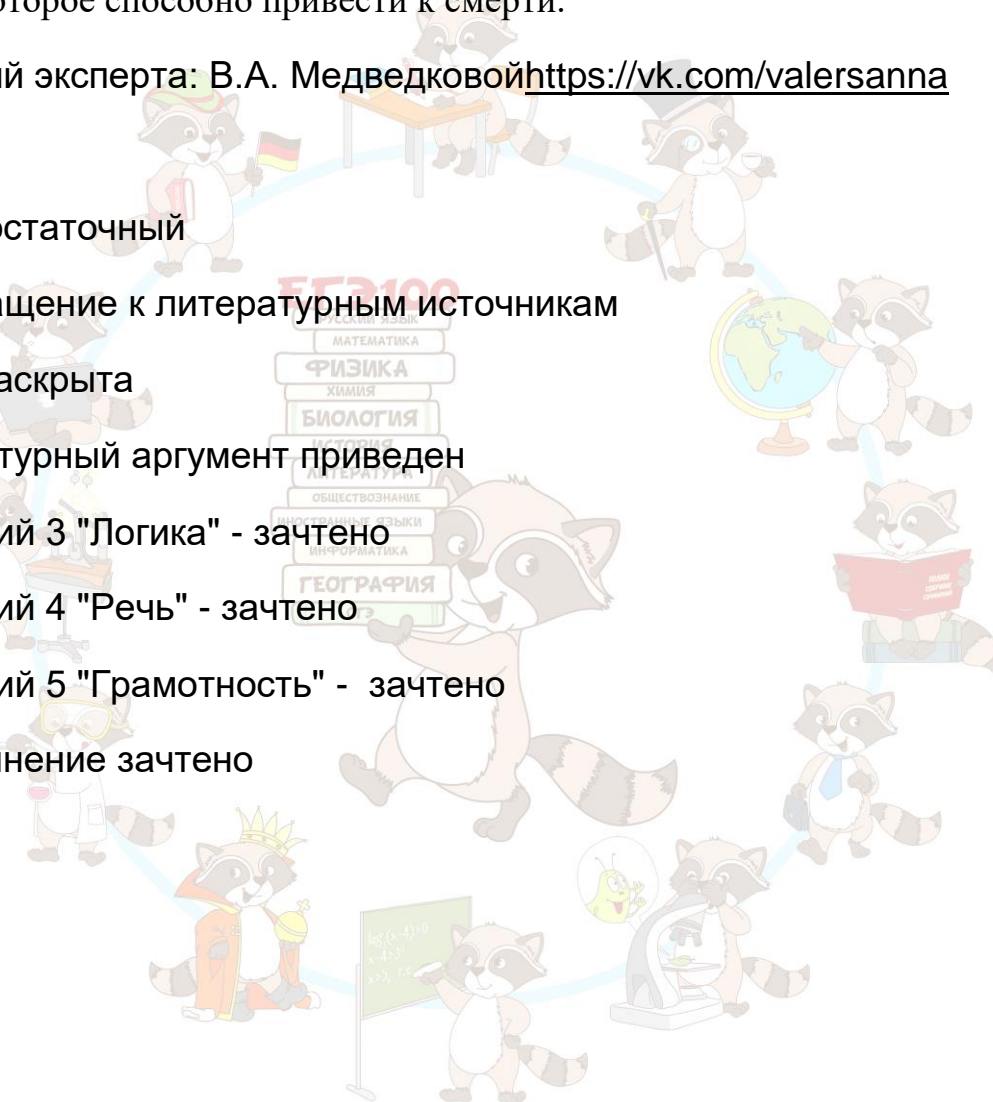 оторое способно привести к смерти.
ий эксперта: В.А. Медведковойhttps://vk.com/valersanna
остаточный
ащение к литературным источникам
аскрыта
турный аргумент приведен
ий 3 "Логика" - зачтено
ий 4 "Речь" - зачтено
ий 5 "Грамотность" - зачтено
инение зачтено
ЕГЭ100
РУССКИЙ ЯЗЫК
МАТЕМАТИКА
ФИЗИКА
ХИМИЯ
БИОЛОГИЯ
ИСТОРИЯ
ЛИТЕРАТУРА
ОБЩЕСТВОЗНАНИЕ
ИНОСТРАННЫЕ ЯЗЫКИ
ИНФОРМАТИКА
ГЕОГРАФИЯ